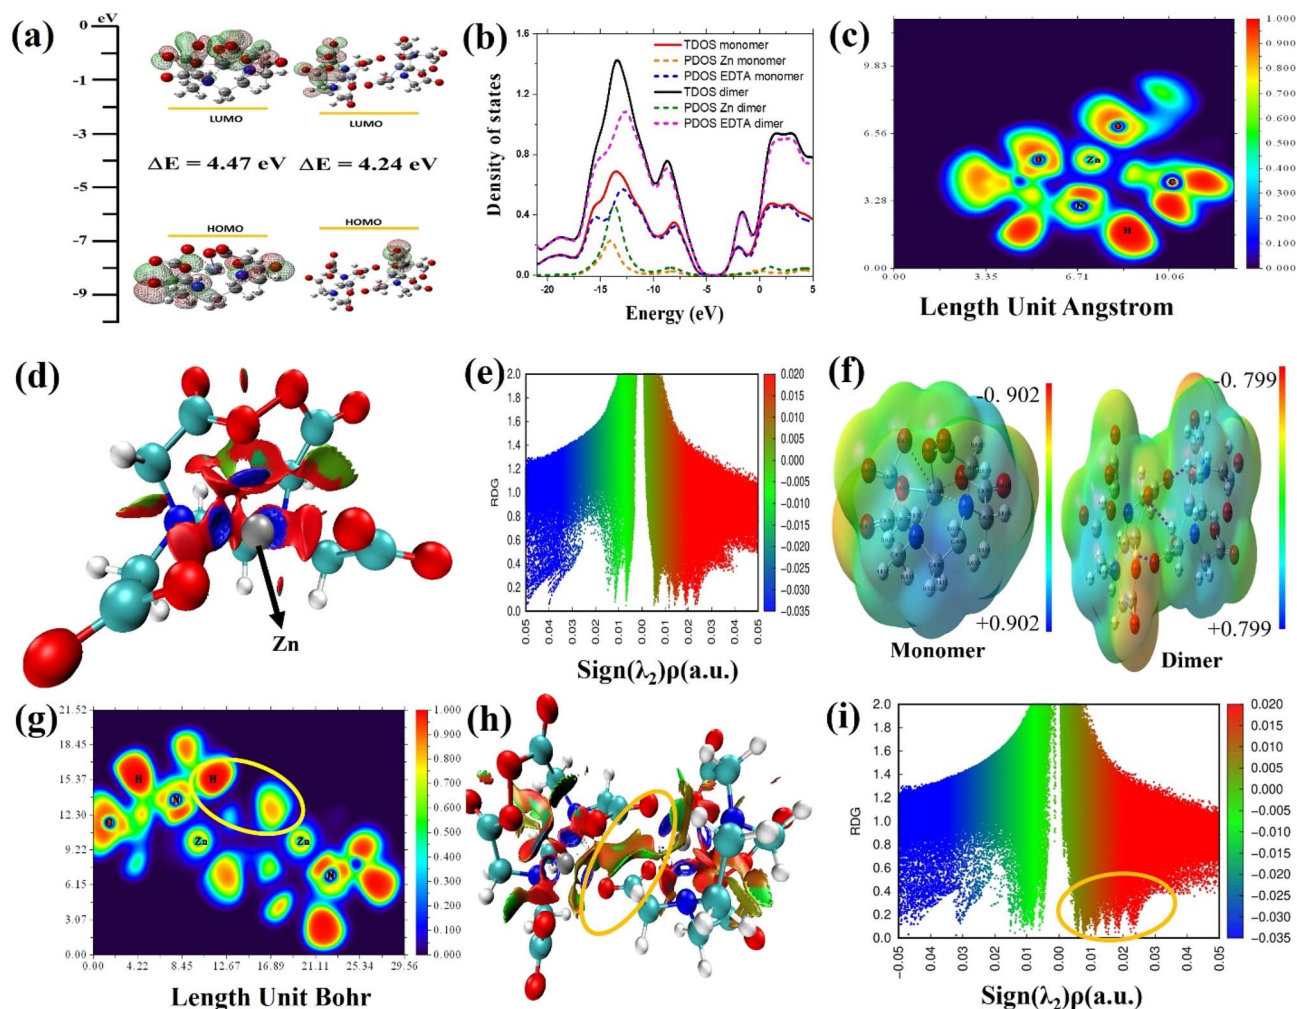 (a)
eV
0
-1
-3
-5
-7
-9
LUMO
LUMO
ΔE = 4.47 eV
ΔE = 4.24 eV
HOMO
HOMO
(b)
Density of states
1.6
1.2
0.8
0.4
0.0
TDOS monomer
PDOS Zn monomer
PDOS EDTA monomer
TDOS dimer
PDOS Zn dimer
PDOS EDTA dimer
-20
-15
-10
-5
0
5
Energy (eV)
(c)
9.83
6.56
3.28
0.00
0.00
3.35
6.71
10.06
O
O
Zn
O
N
H
1.000
0.900
0.800
0.700
0.600
0.500
0.400
0.300
0.200
0.100
0.000
Length Unit Angstrom
(d)
Zn
(e)
RDG
2.0
1.8
1.6
1.4
1.2
1.0
0.8
0.6
0.4
0.2
0.0
0.05
0.04
0.03
0.02
0.01
0.00
0.01
0.02
0.03
0.04
0.05
0.020
0.015
0.010
0.005
0.000
−0.005
−0.010
−0.015
−0.020
−0.025
−0.030
−0.035
Sign(λ₂)ρ(a.u.)
(f)
-0. 902
+0.902
Monomer
-0. 799
+0.799
Dimer
(g)
21.52
18.45
15.37
12.30
9.22
6.15
3.07
0.00
0.00
4.22
8.45
12.67
16.89
21.11
25.34
29.56
H
H
N
O
Zn
Zn
N
1.000
0.900
0.800
0.700
0.600
0.500
0.400
0.300
0.200
0.100
0.000
Length Unit Bohr
(h)
(i)
RDG
2.0
1.8
1.6
1.4
1.2
1.0
0.8
0.6
0.4
0.2
0.0
−0.05
0.04
0.03
0.02
0.01
0.00
0.01
0.02
0.03
0.04
0.05
0.020
0.015
0.010
0.005
0.000
−0.005
−0.010
−0.015
−0.020
−0.025
−0.030
−0.035
Sign(λ₂)ρ(a.u.)